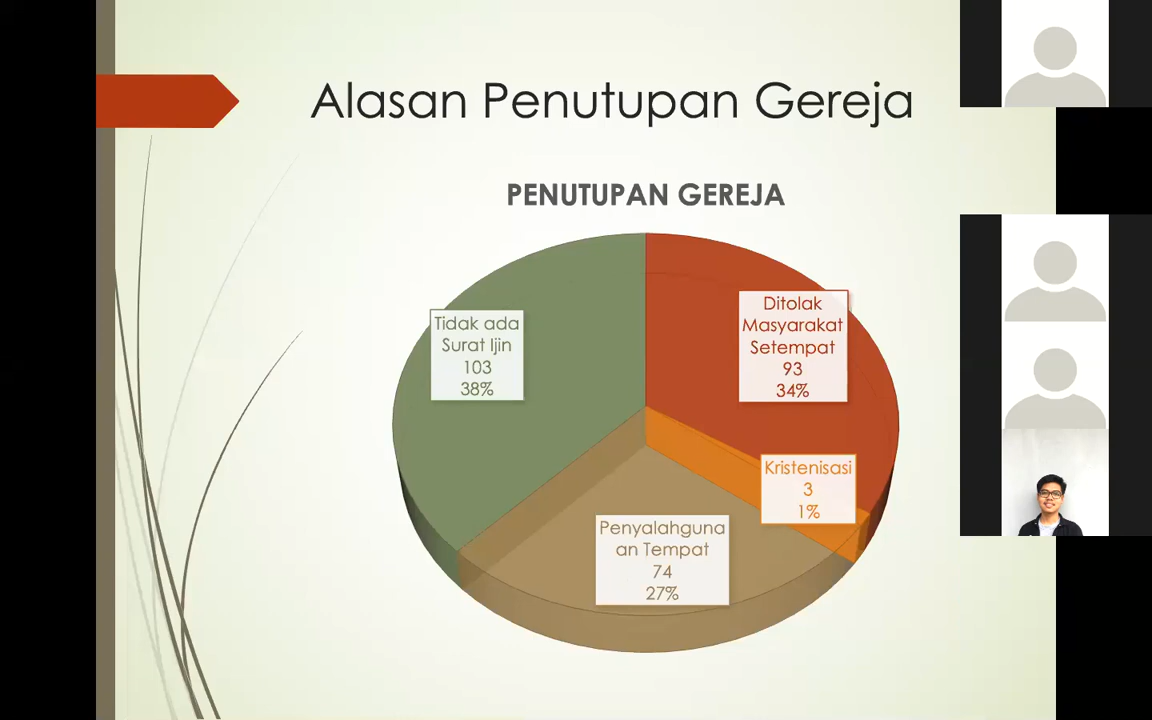 Alasan Penutupan Gereja
PENUTUPAN GEREJA
Tidak ada
Surat Ijin
103
38%
Ditolak
Masyarakat
Setempat
93
34%
Kristenisasi
3
1%
Penyalahguna
an Tempat
74
27%